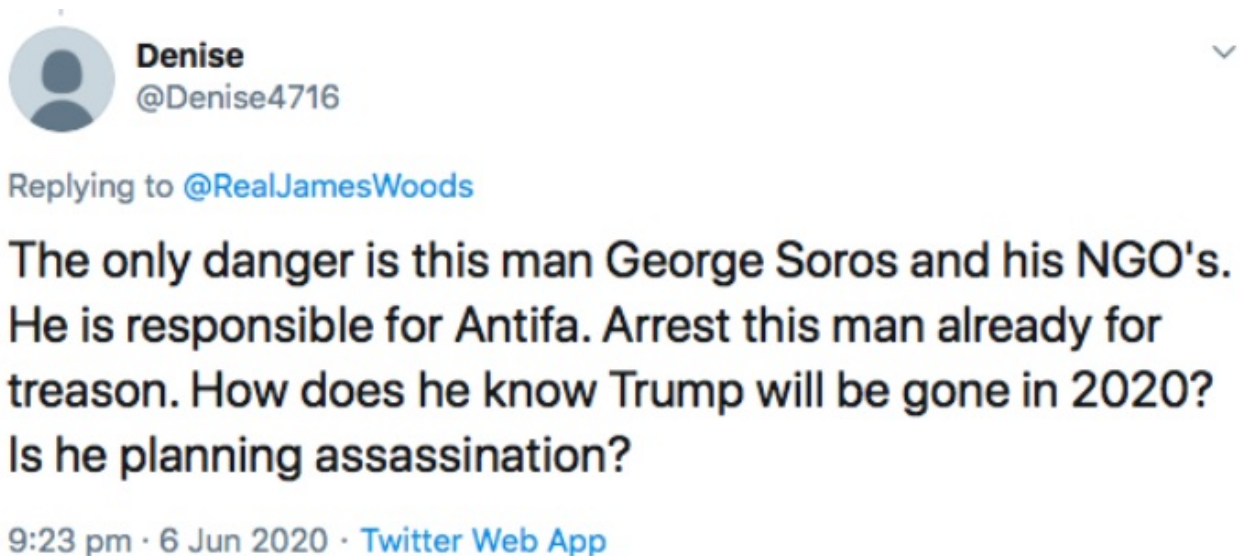 Denise
@Denise4716
Replying to @RealJamesWoods
The only danger is this man George Soros and his NGO's.
He is responsible for Antifa. Arrest this man already for
treason. How does he know Trump will be gone in 2020?
Is he planning assassination?
9:23 pm · 6 Jun 2020 · Twitter Web App